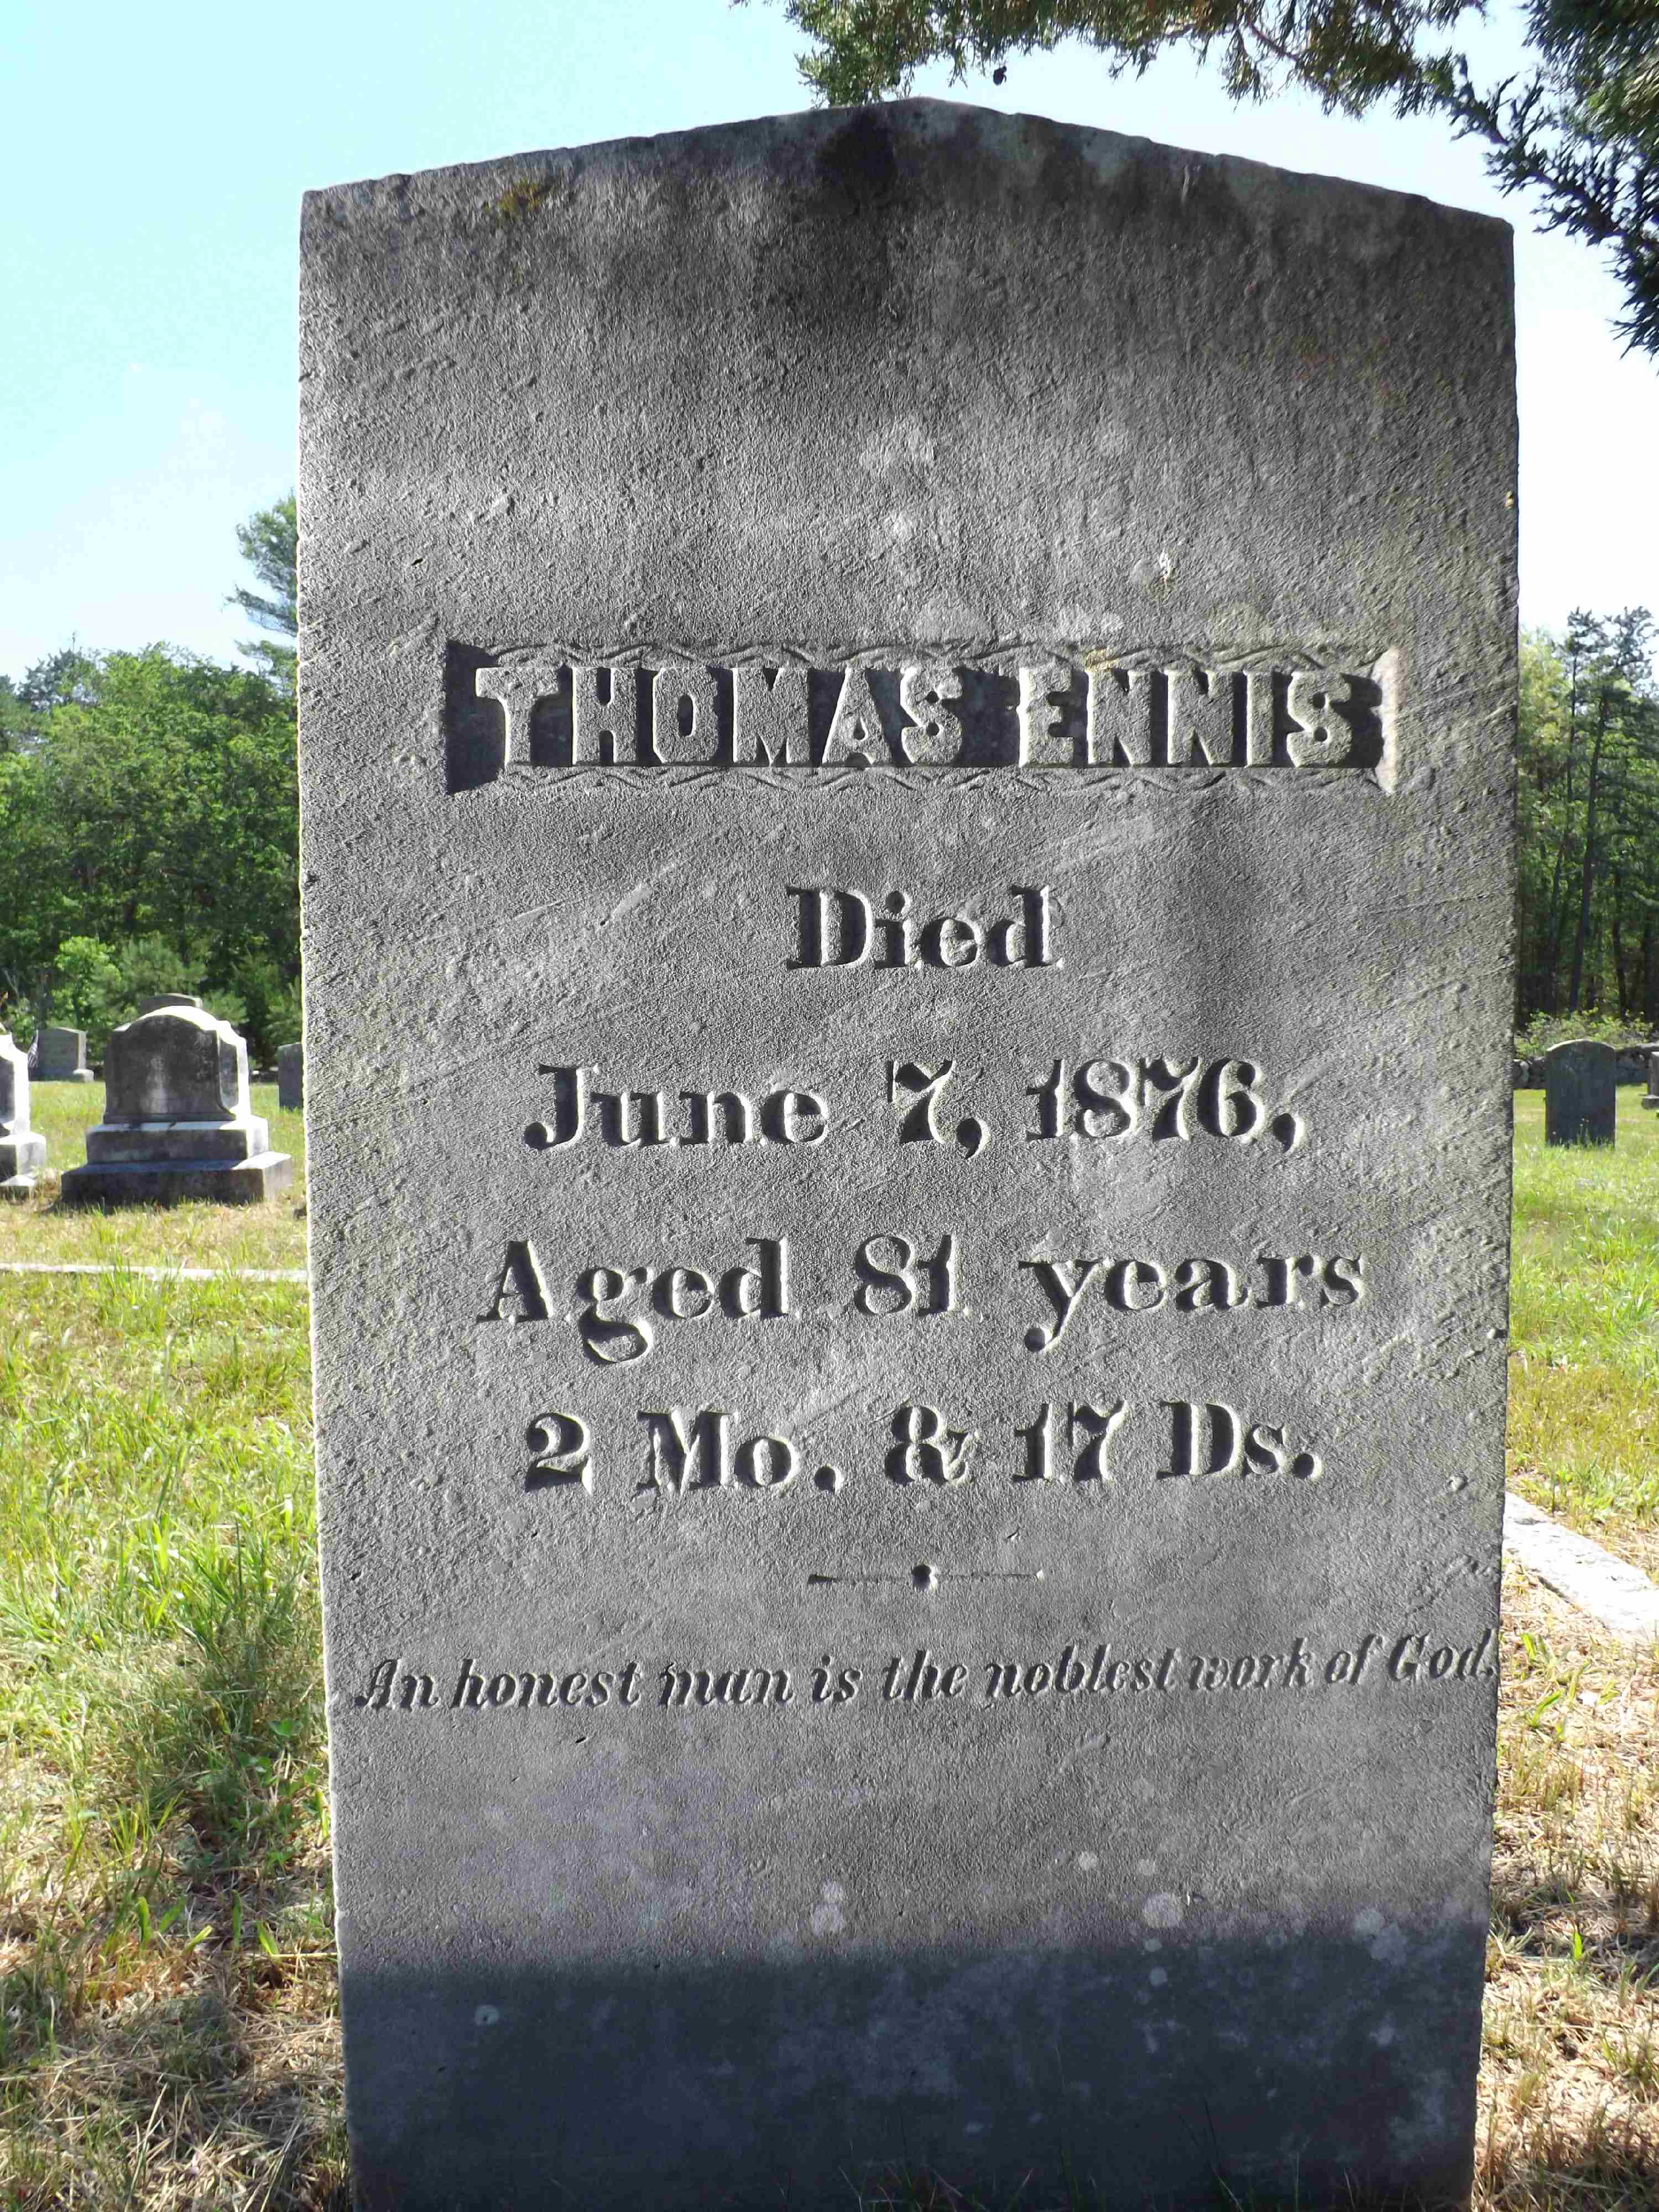 THOMAS ENNIS
Died
June 7, 1876,
Aged 81 years
2 Mo. & 17 Ds.
An honest man is the noblest work of God.